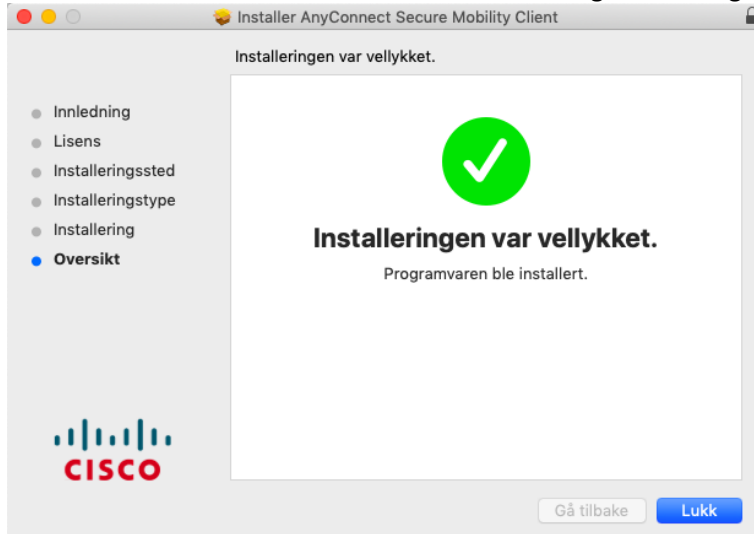 Installer AnyConnect Secure Mobility Client
Installeringen var vellykket.
Innledning
Lisens
Installeringssted
Installeringstype
Installering
Oversikt
Installeringen var vellykket.
Programvaren ble installert.
CISCO
Gå tilbake
Lukk